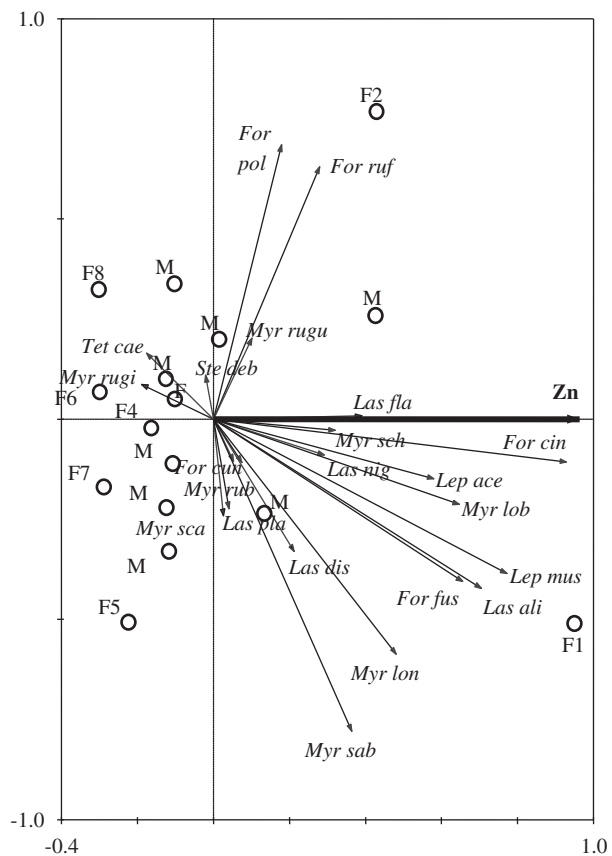 1.0
F2
For
pol
For ruf
F8
M
M
M
Myr rugu
Tet cae
M
Ste deb
Myr rugi
F6
F
Zn
Las fla
F4
Myr sch
For cin
M
For cun
Las nig
F7
Myr rub
Lep ace
M
M
Myr lob
Las pla
Myr sca
M
Las dis
Lep mus
For fus
Las ali
F5
F1
Myr lon
Myr sab
-1.0
-0.4
1.0